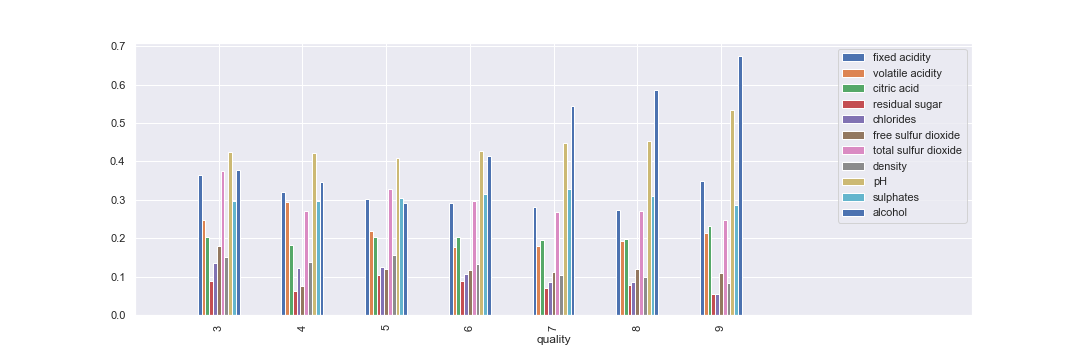 0.7
0.6
0.5
0.4
0.3
0.2
0.1
0.0
fixed acidity
volatile acidity
citric acid
residual sugar
chlorides
free sulfur dioxide
total sulfur dioxide
density
pH
sulphates
alcohol
3 4 5 6 7 8 9
quality